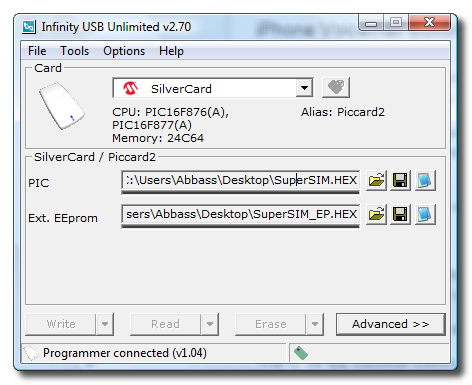 Infinity USB Unlimited v2.70
File Tools Options Help
Card
SilverCard
CPU: PIC16F876(A), Alias: Piccard2
PIC16F877(A)
Memory: 24C64
SilverCard / Piccard2
PIC :\Users\Abbass\Desktop\SuperSIM.HEX
Ext. EEprom sers\Abbass\Desktop\SuperSIM_EP.HEX
Write Read Erase Advanced >>
Programmer connected (v1.04)